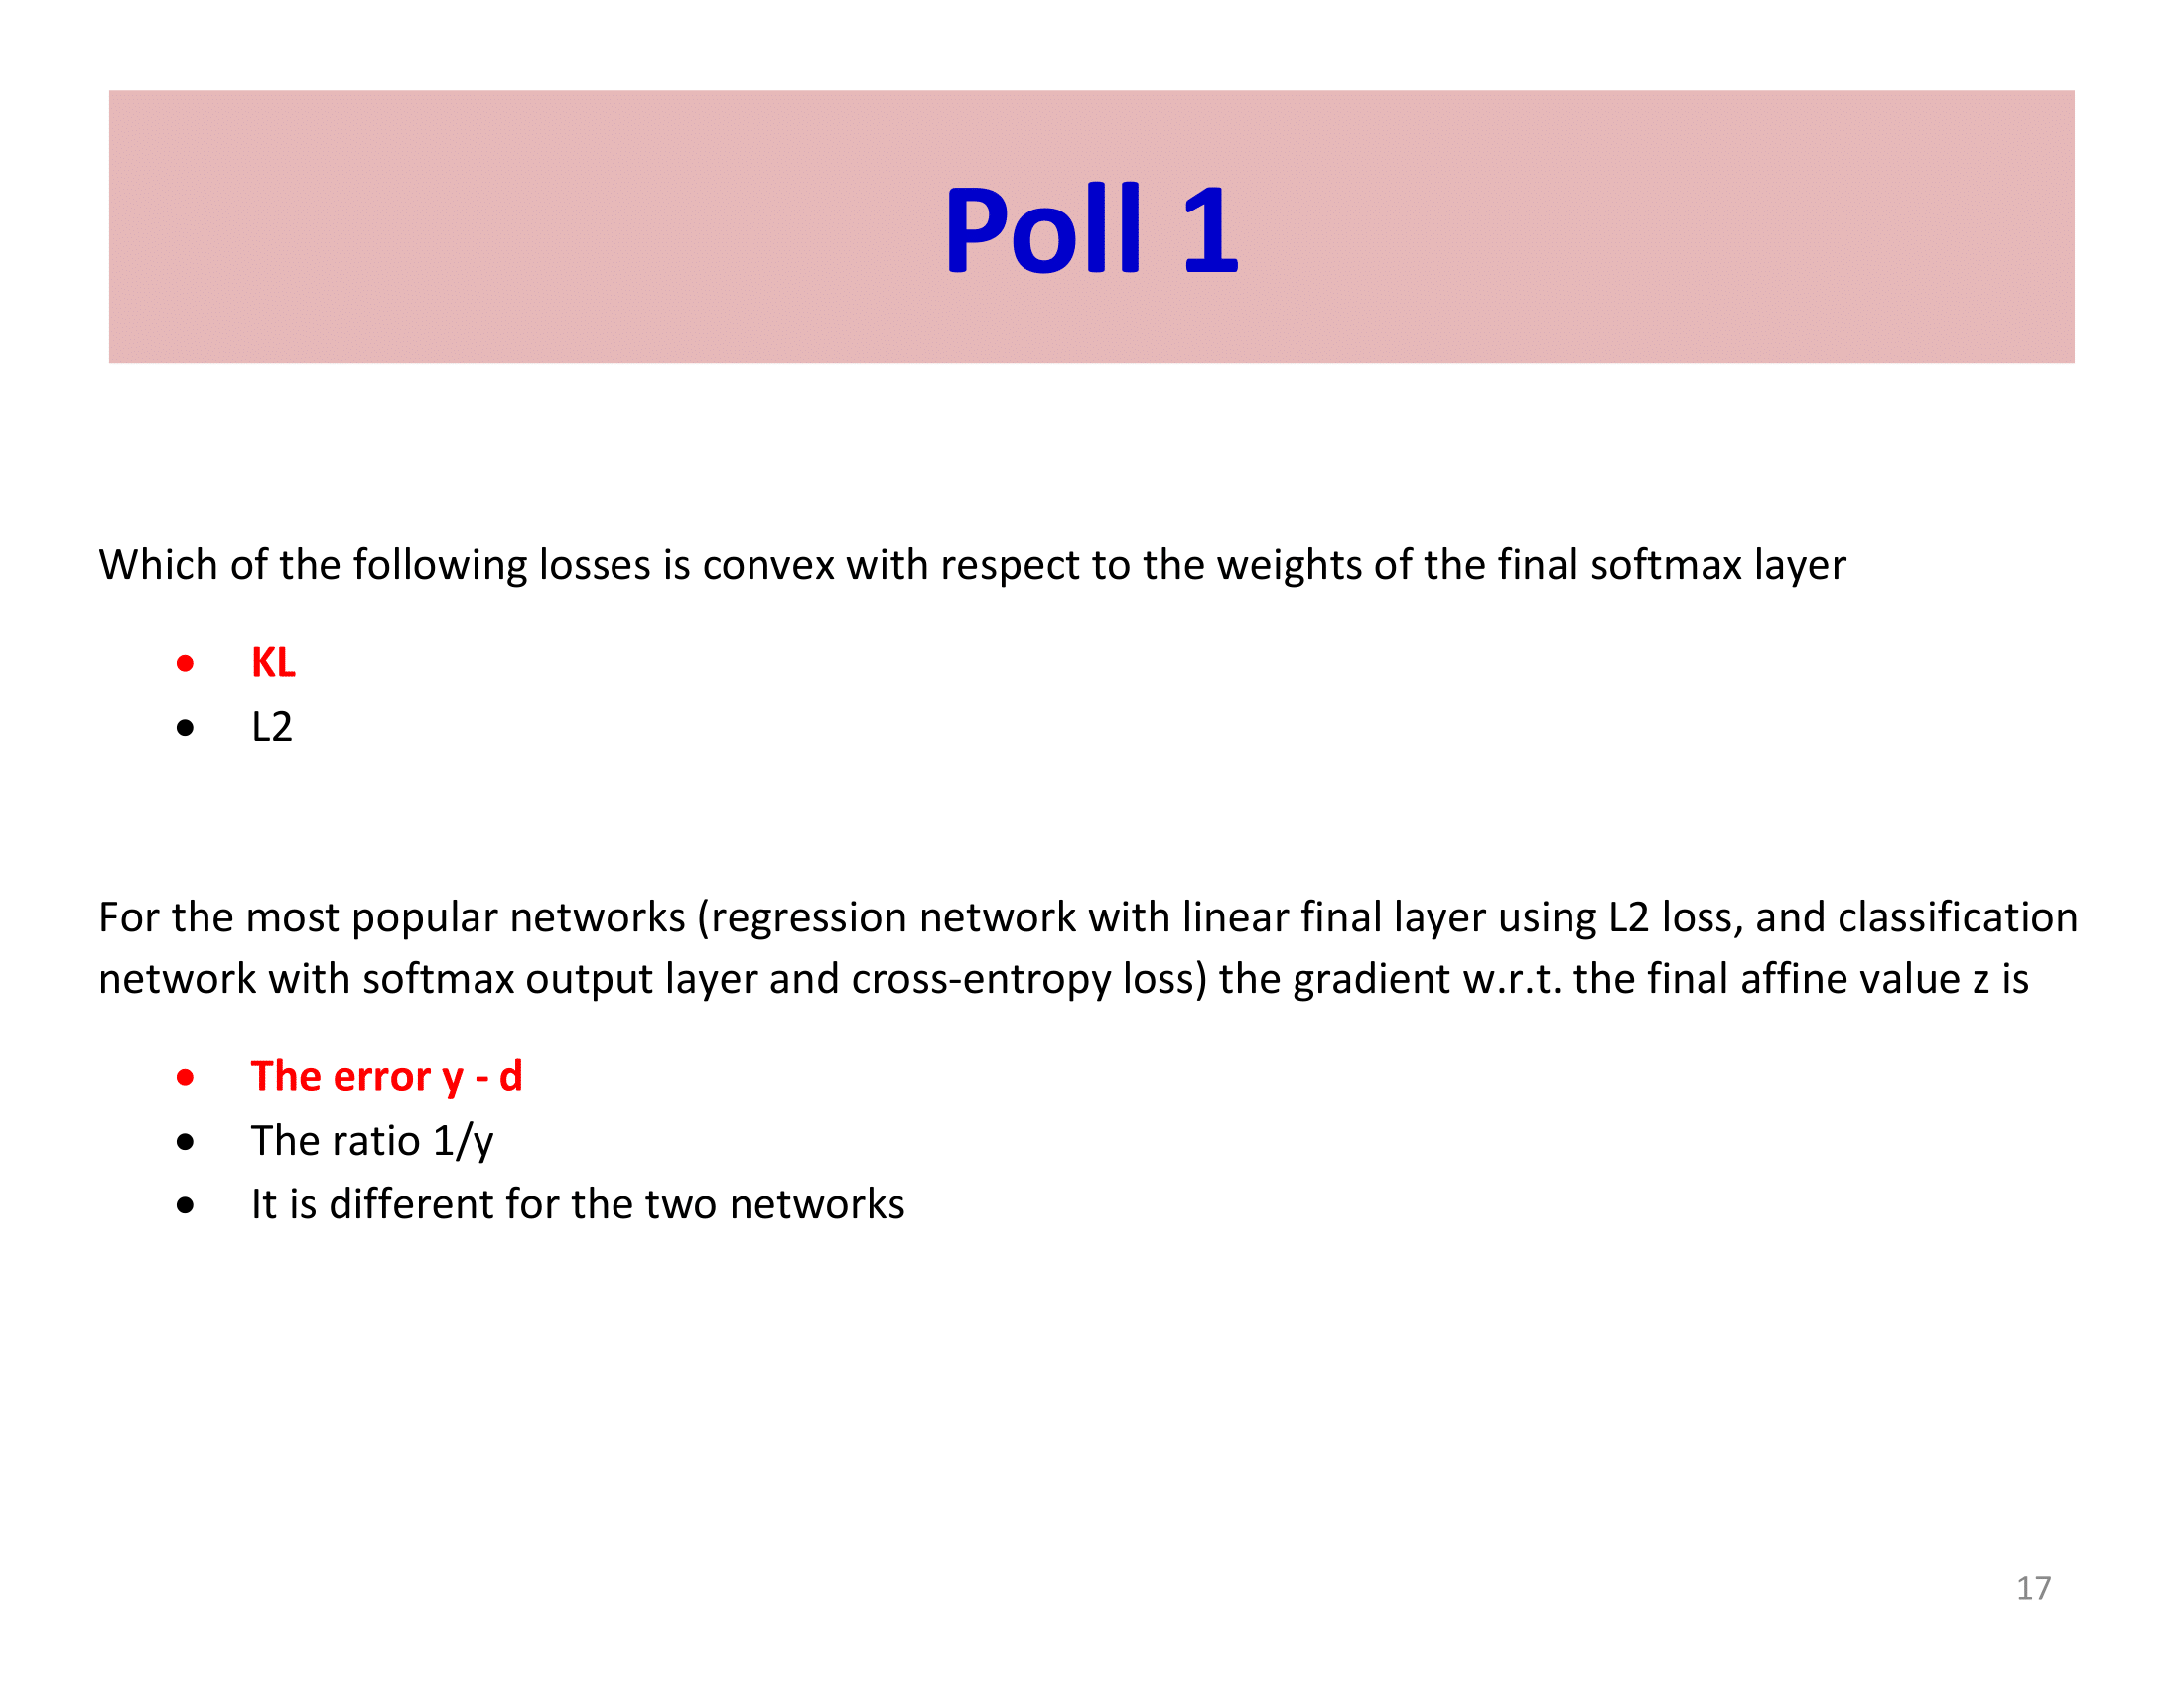 Poll 1
Which of the following losses is convex with respect to the weights of the final softmax layer
• KL
• L2
For the most popular networks (regression network with linear final layer using L2 loss, and classification
network with softmax output layer and cross-entropy loss) the gradient w.r.t. the final affine value z is
• The error y - d
• The ratio 1/y
• It is different for the two networks
17